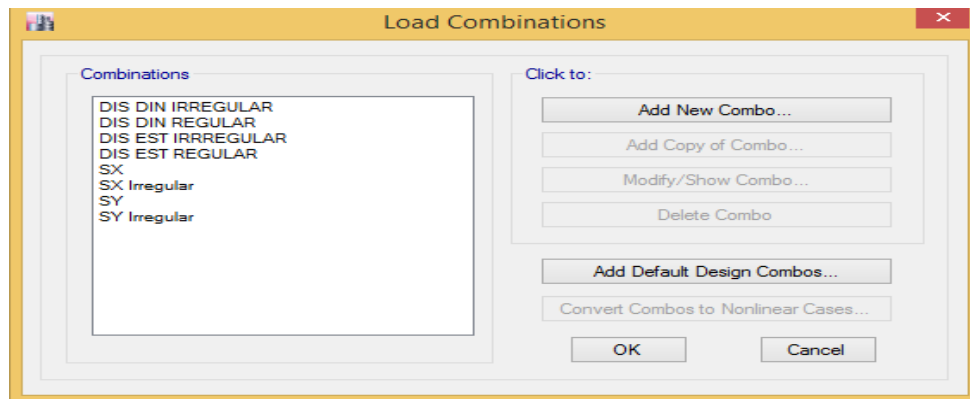 Load Combinations
Combinations
DIS DIN IRREGULAR
DIS DIN REGULAR
DIS EST IRRREGULAR
DIS EST REGULAR
SX
SX Irregular
SY
SY Irregular
Click to:
Add New Combo...
Add Copy of Combo...
Modify/Show Combo...
Delete Combo
Add Default Design Combos...
Convert Combos to Nonlinear Cases...
OK
Cancel